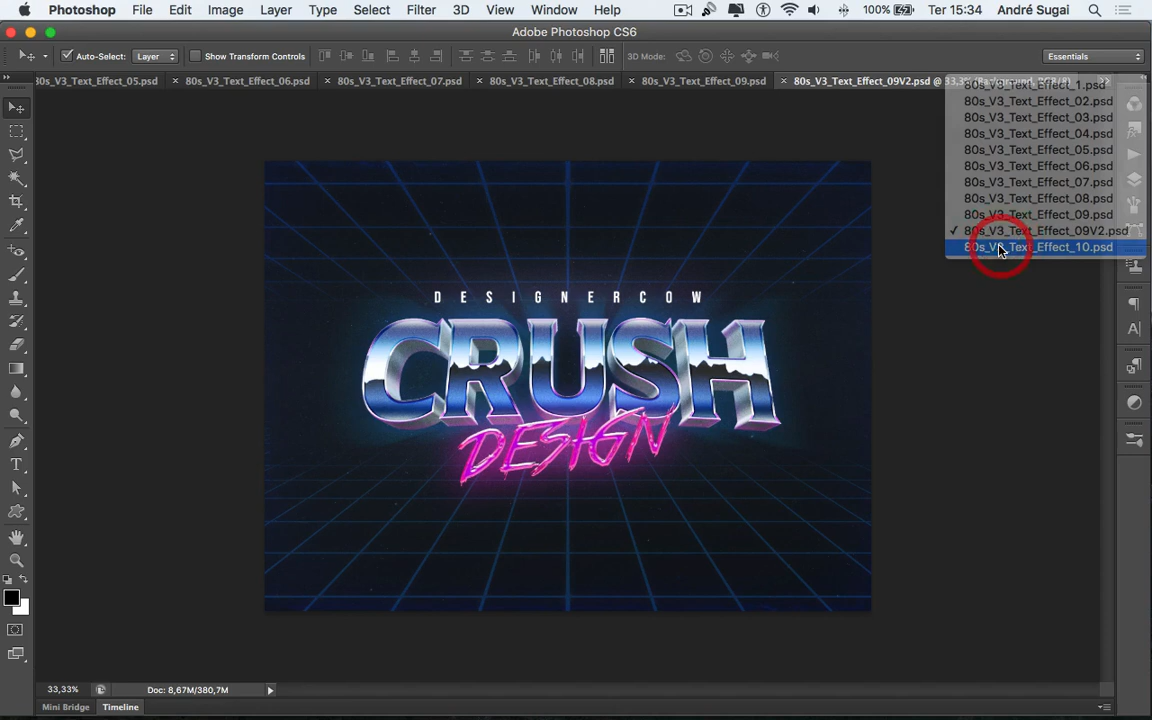 Photoshop File Edit Image Layer Type Select Filter 3D View Window Help 100% Ter 15:34 André Sugai
Adobe Photoshop CS6
Auto-Select: Layer Show Transform Controls 3D Mode: Essentials
80s_V3_Text_Effect_05.psd × 80s_V3_Text_Effect_06.psd × 80s_V3_Text_Effect_07.psd × 80s_V3_Text_Effect_08.psd × 80s_V3_Text_Effect_09.psd × 80s_V3_Text_Effect_09V2.psd @
80s_V3_Text_Effect_1.psd
80s_V3_Text_Effect_02.psd
80s_V3_Text_Effect_03.psd
80s_V3_Text_Effect_04.psd
80s_V3_Text_Effect_05.psd
80s_V3_Text_Effect_06.psd
80s_V3_Text_Effect_07.psd
80s_V3_Text_Effect_08.psd
80s_V3_Text_Effect_09.psd
✓ 80s_V3_Text_Effect_09V2.psd
80s_V3_Text_Effect_10.psd
DESIGNERCOW
CRUSH
DESIGN
33,33% Doc: 8,67M/380,7M
Mini Bridge Timeline